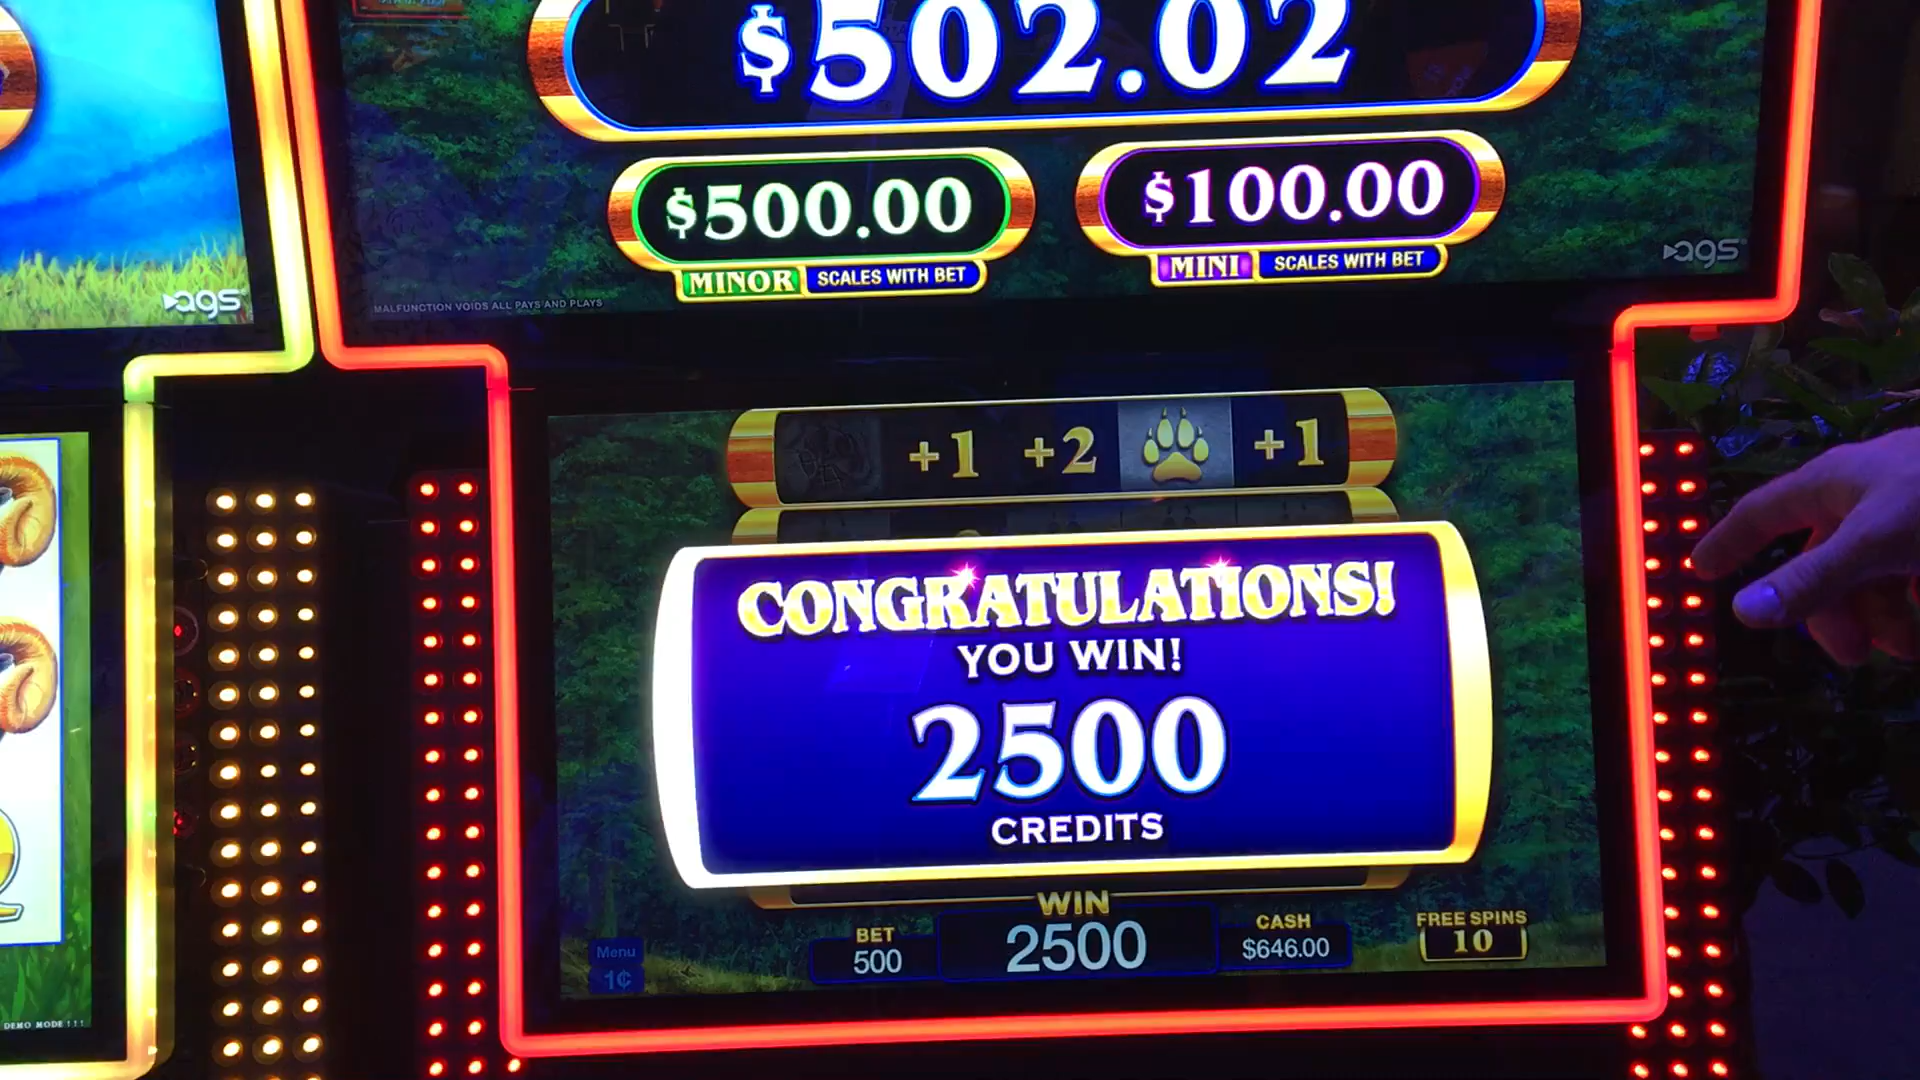 $502.02
$500.00
$100.00
MINOR SCALES WITH BET
MINI SCALES WITH BET
ags
ags
MALFUNCTION VOIDS ALL PAYS AND PLAYS
+1 +2 +1
CONGRATULATIONS!
YOU WIN!
2500
CREDITS
WIN
2500
BET
500
CASH
$646.00
FREE SPINS
10
Menu
1¢
DEMO MODE !!!